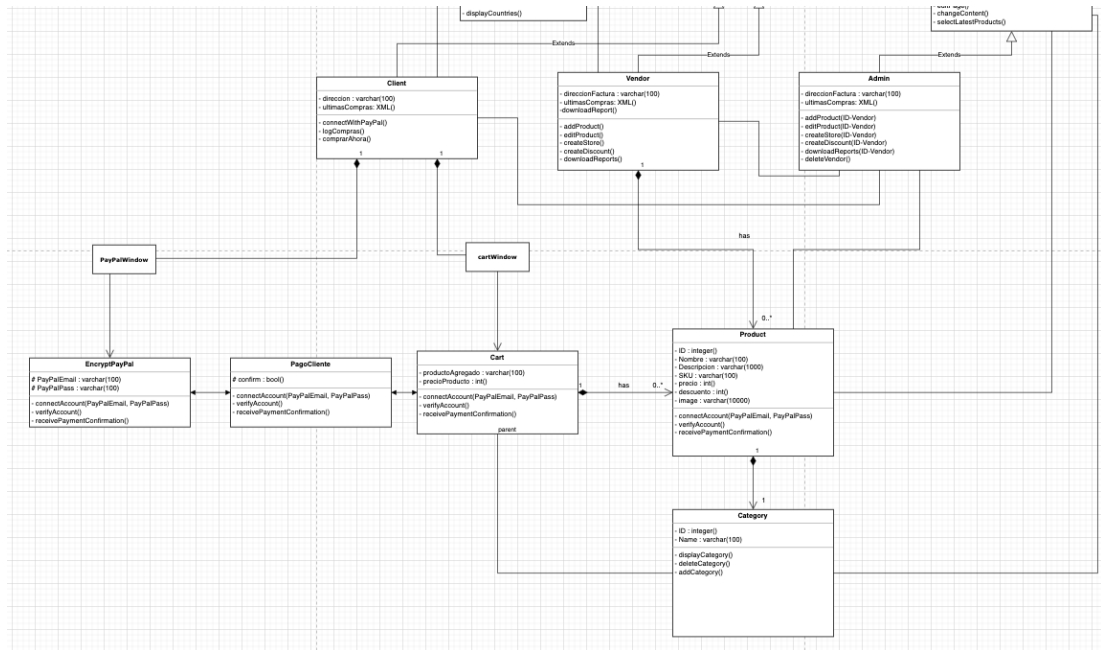 - displayCountries()
- changeContent()
- selectLatestProducts()
Extends
Extends
Extends
Client
- direccion : varchar(100)
- ultimasCompras: XML()
- connectWithPayPal()
- logCompras()
- comprarAhora()
1
1
Vendor
- direccionFactura : varchar(100)
- ultimasCompras: XML()
-downloadReport()
- addProduct()
- editProduct()
- createStore()
- createDiscount()
- downloadReports()
1
Admin
- direccionFactura : varchar(100)
- ultimasCompras: XML()
- addProduct(ID-Vendor)
- editProduct(ID-Vendor)
- createStore(ID-Vendor)
- createDiscount(ID-Vendor)
- downloadReports(ID-Vendor)
- deleteVendor()
has
PayPalWindow
cartWindow
0..*
EncryptPayPal
# PayPalEmail : varchar(100)
# PayPalPass : varchar(100)
- connectAccount(PayPalEmail, PayPalPass)
- verifyAccount()
- receivePaymentConfirmation()
PagoCliente
# confirm : bool()
- connectAccount(PayPalEmail, PayPalPass)
- verifyAccount()
- receivePaymentConfirmation()
Cart
- productoAgregado : varchar(100)
- precioProducto : int()
- connectAccount(PayPalEmail, PayPalPass)
- verifyAccount()
- receivePaymentConfirmation()
parent
1
has
0..*
Product
- ID : integer()
- Nombre : varchar(100)
- Descripcion : varchar(1000)
- SKU : varchar(100)
- precio : int()
- descuento : int()
- image : varchar(10000)
- connectAccount(PayPalEmail, PayPalPass)
- verifyAccount()
- receivePaymentConfirmation()
1
1
Category
- ID : integer()
- Name : varchar(100)
- displayCategory()
- deleteCategory()
- addCategory()